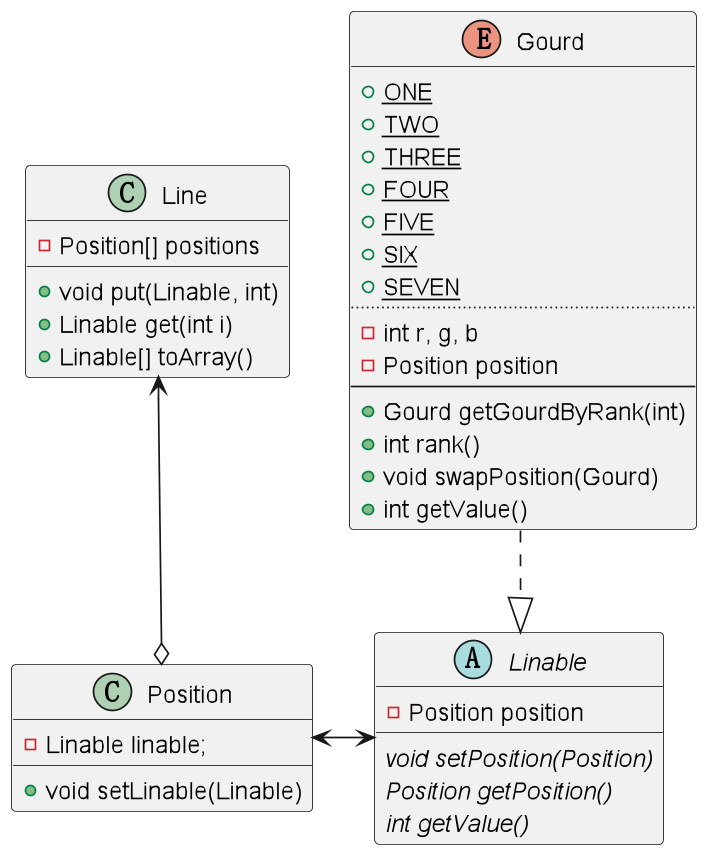 C Line
Position[] positions
void put(Linable, int)
Linable get(int i)
Linable[] toArray()
E Gourd
ONE
TWO
THREE
FOUR
FIVE
SIX
SEVEN
int r, g, b
Position position
Gourd getGourdByRank(int)
int rank()
void swapPosition(Gourd)
int getValue()
C Position
Linable linable;
void setLinable(Linable)
A Linable
Position position
void setPosition(Position)
Position getPosition()
int getValue()